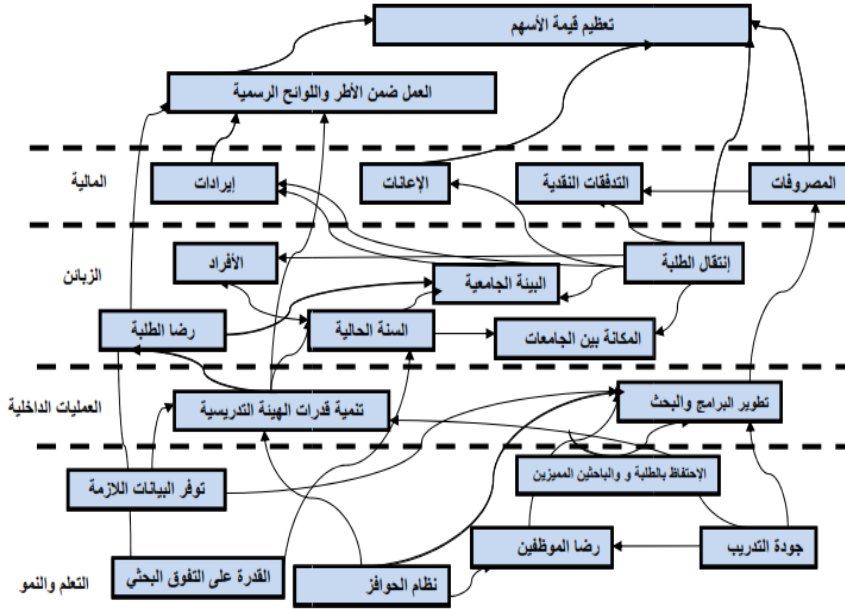 تعظيم قيمة الأسهم
العمل ضمن الأطر واللوائح الرسمية
المالية
المصروفات
التدفقات النقدية
الإعانات
إيرادات
الزبائن
إنتقال الطلبة
الأفراد
البيئة الجامعية
المكانة بين الجامعات
السنة الحالية
رضا الطلبة
العمليات الداخلية
تطوير البرامج والبحث
تنمية قدرات الهيئة التدريسية
الإحتفاظ بالطلبة و والباحثين المميزين
توفر البيانات اللازمة
جودة التدريب
رضا الموظفين
التعلم والنمو
نظام الحوافز
القدرة على التفوق البحثي